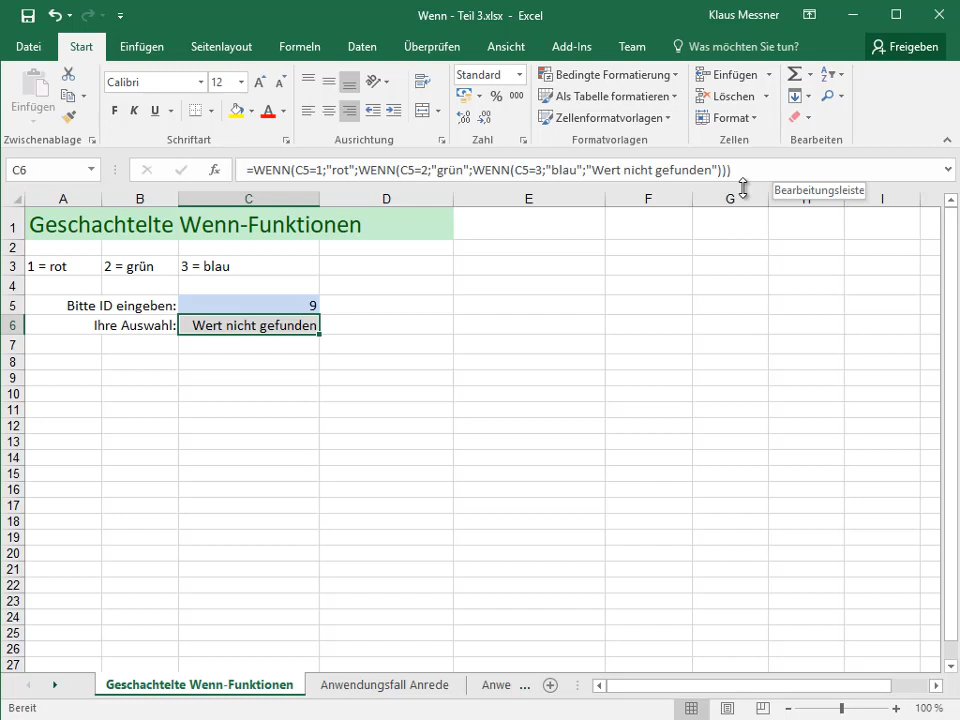 Wenn - Teil 3.xlsx - Excel
Klaus Messner
Datei Start Einfügen Seitenlayout Formeln Daten Überprüfen Ansicht Add-Ins Team Was möchten Sie tun? Freigeben
Einfügen
Zwischenablage
Calibri 12
F K U
Schriftart
Ausrichtung
Standard
% 000
Zahl
Bedingte Formatierung
Als Tabelle formatieren
Zellenformatvorlagen
Formatvorlagen
Einfügen
Löschen
Format
Zellen
Bearbeiten
C6 fx =WENN(C5=1;"rot";WENN(C5=2;"grün";WENN(C5=3;"blau";"Wert nicht gefunden")))
Bearbeitungsleiste
A B C D E F G H I
1 Geschachtelte Wenn-Funktionen
2
3 1 = rot 2 = grün 3 = blau
4
5 Bitte ID eingeben: 9
6 Ihre Auswahl: Wert nicht gefunden
7
8
9
10
11
12
13
14
15
16
17
18
19
20
21
22
23
24
25
26
27
Geschachtelte Wenn-Funktionen Anwendungsfall Anrede Anwe ...
Bereit 100 %